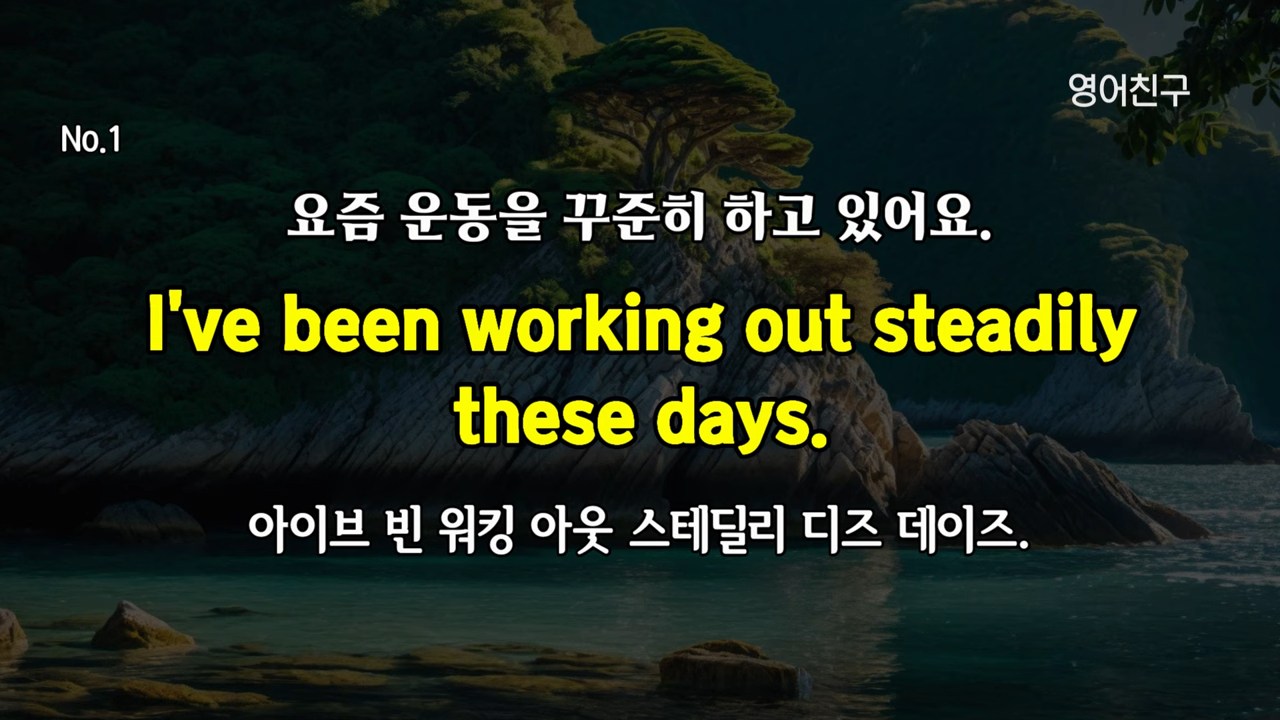 영어친구
No.1
요즘 운동을 꾸준히 하고 있어요.
I've been working out steadily
these days.
아이브 빈 워킹 아웃 스테딜리 디즈 데이즈.